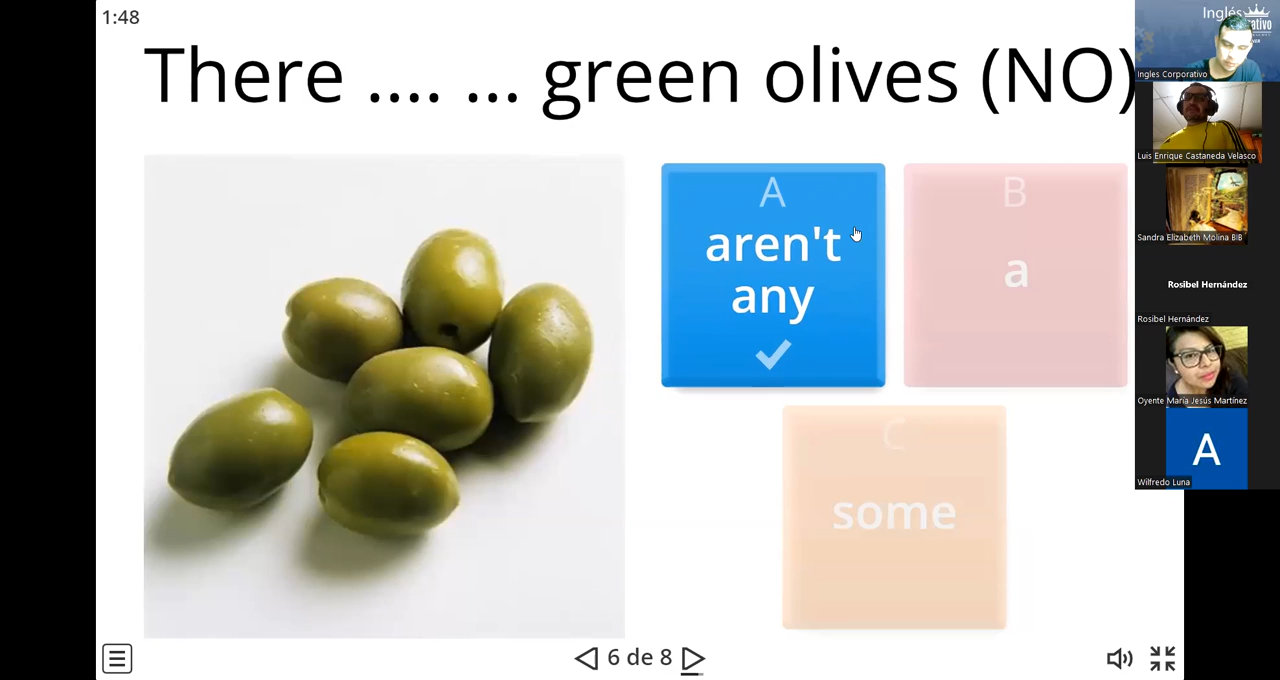 1:48
There .... ... green olives (NO)
A
aren't
any
B
a
C
some
6 de 8
Inglés
Ingles Corporativo
Luis Enrique Castaneda Velasco
Sandra Elizabeth Molina BIB
Rosibel Hernández
Rosibel Hernández
Oyente María Jesús Martínez
A
Wilfredo Luna